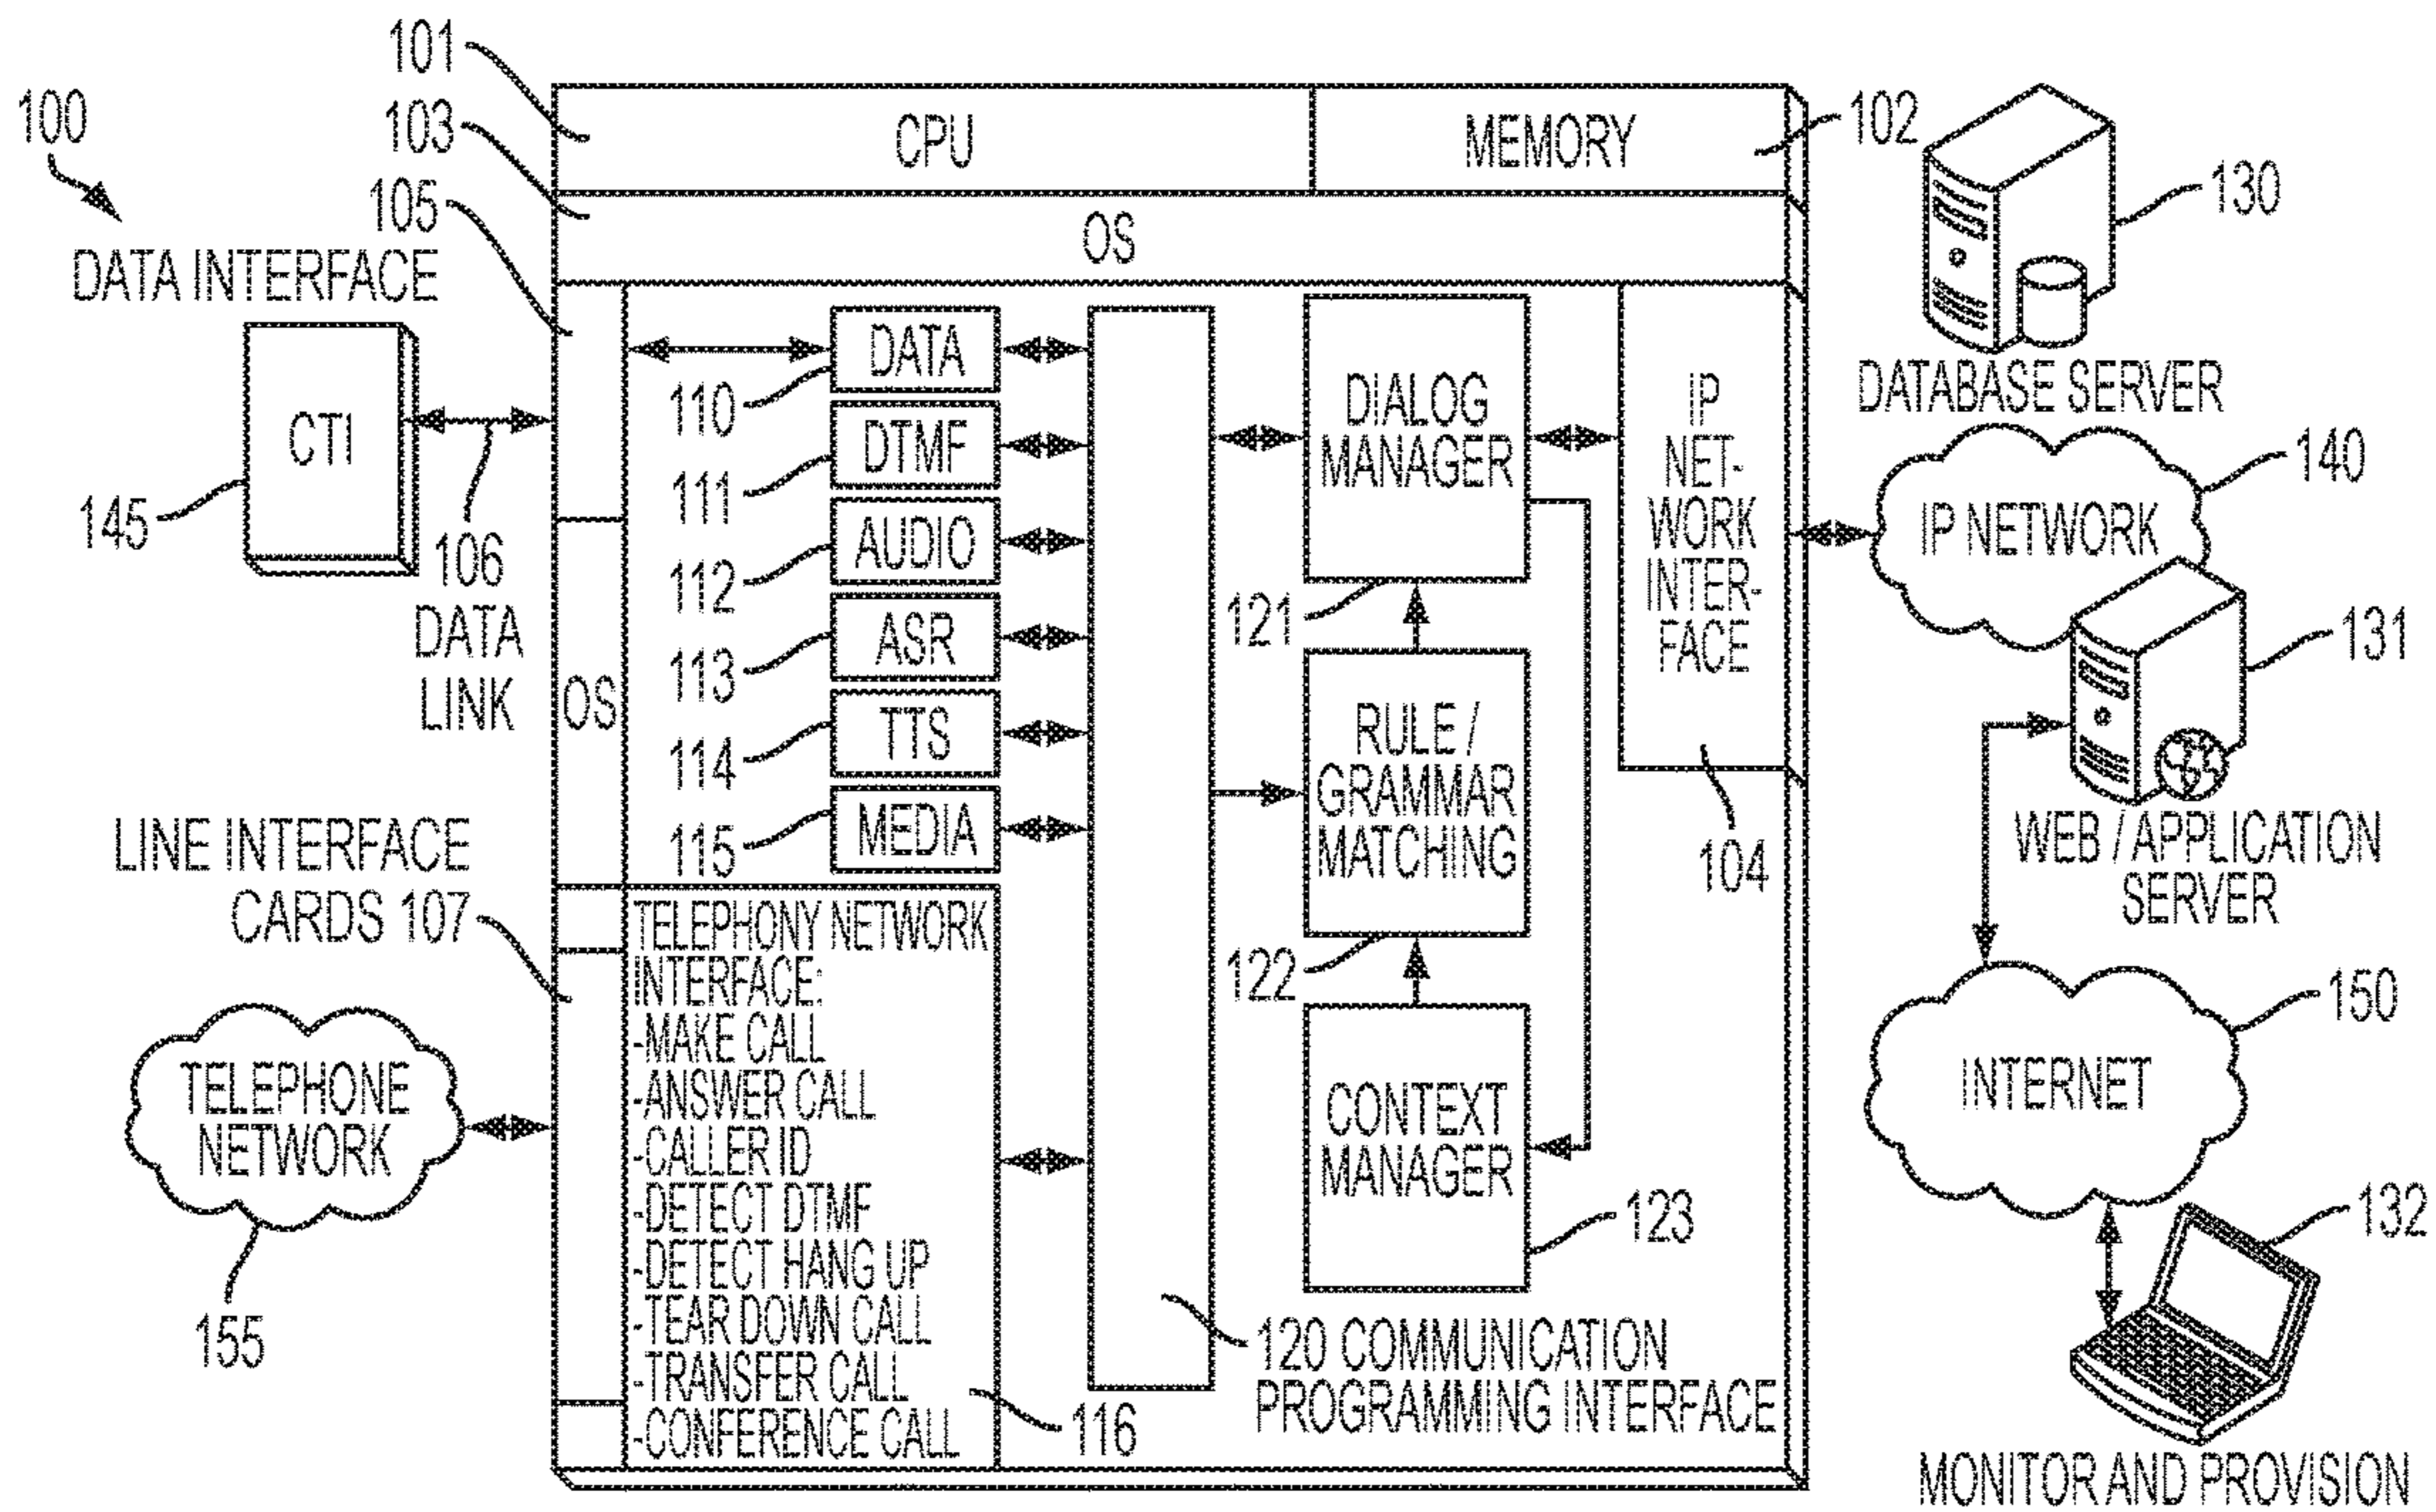 100
101
103
105
DATA INTERFACE
CPU
MEMORY
102
OS
130
DATABASE SERVER
CTI
145
106
DATA
LINK
OS
DATA
110
DTMF
111
AUDIO
112
ASR
113
TTS
114
MEDIA
115
DIALOG
MANAGER
121
RULE /
GRAMMAR
MATCHING
122
CONTEXT
MANAGER
123
IP
NET-
WORK
INTER-
FACE
104
140
IP NETWORK
131
WEB / APPLICATION
SERVER
150
INTERNET
132
MONITOR AND PROVISION
LINE INTERFACE
CARDS 107
TELEPHONE
NETWORK
155
TELEPHONY NETWORK
INTERFACE:
-MAKE CALL
-ANSWER CALL
-CALLER ID
-DETECT DTMF
-DETECT HANG UP
-TEAR DOWN CALL
-TRANSFER CALL
-CONFERENCE CALL
116
120 COMMUNICATION
PROGRAMMING INTERFACE